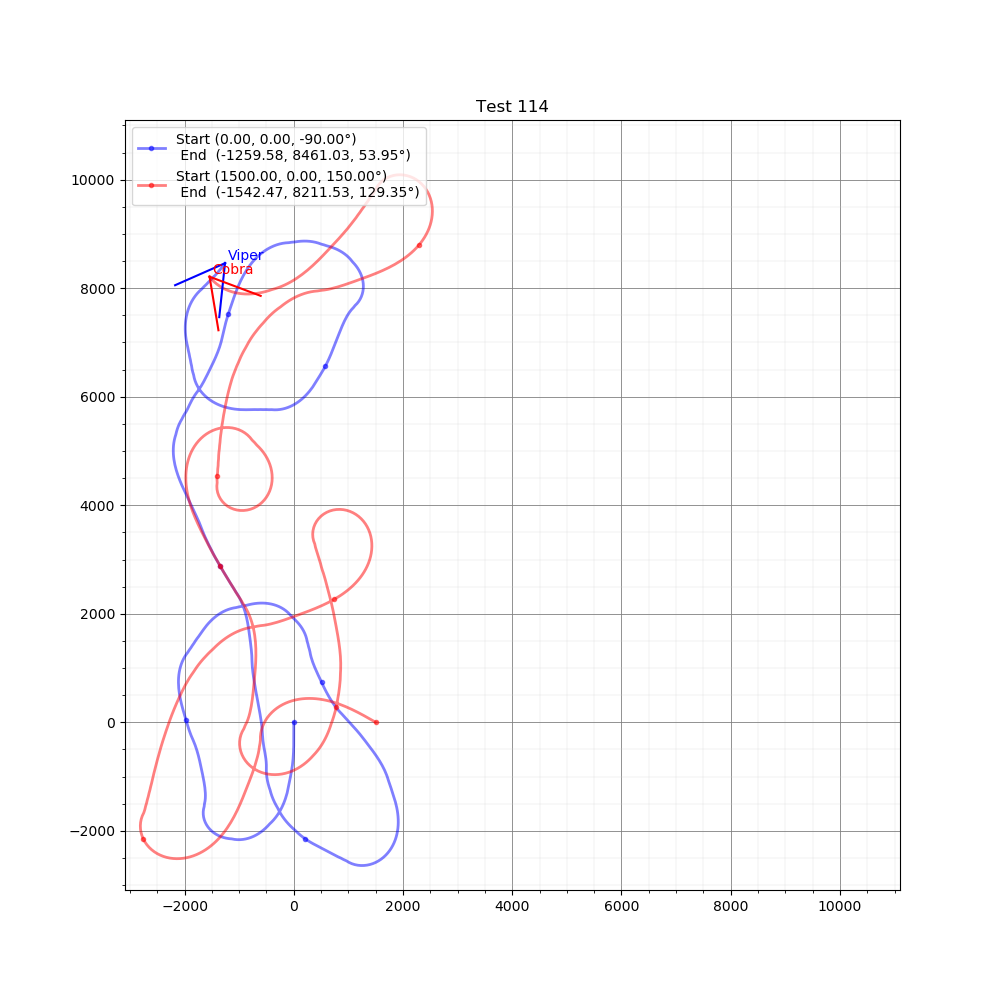 Test 114
Start (0.00, 0.00, -90.00°)
End  (-1259.58, 8461.03, 53.95°)
Start (1500.00, 0.00, 150.00°)
End  (-1542.47, 8211.53, 129.35°)
Viper
Cobra
10000
8000
6000
4000
2000
0
−2000
−2000 0 2000 4000 6000 8000 10000